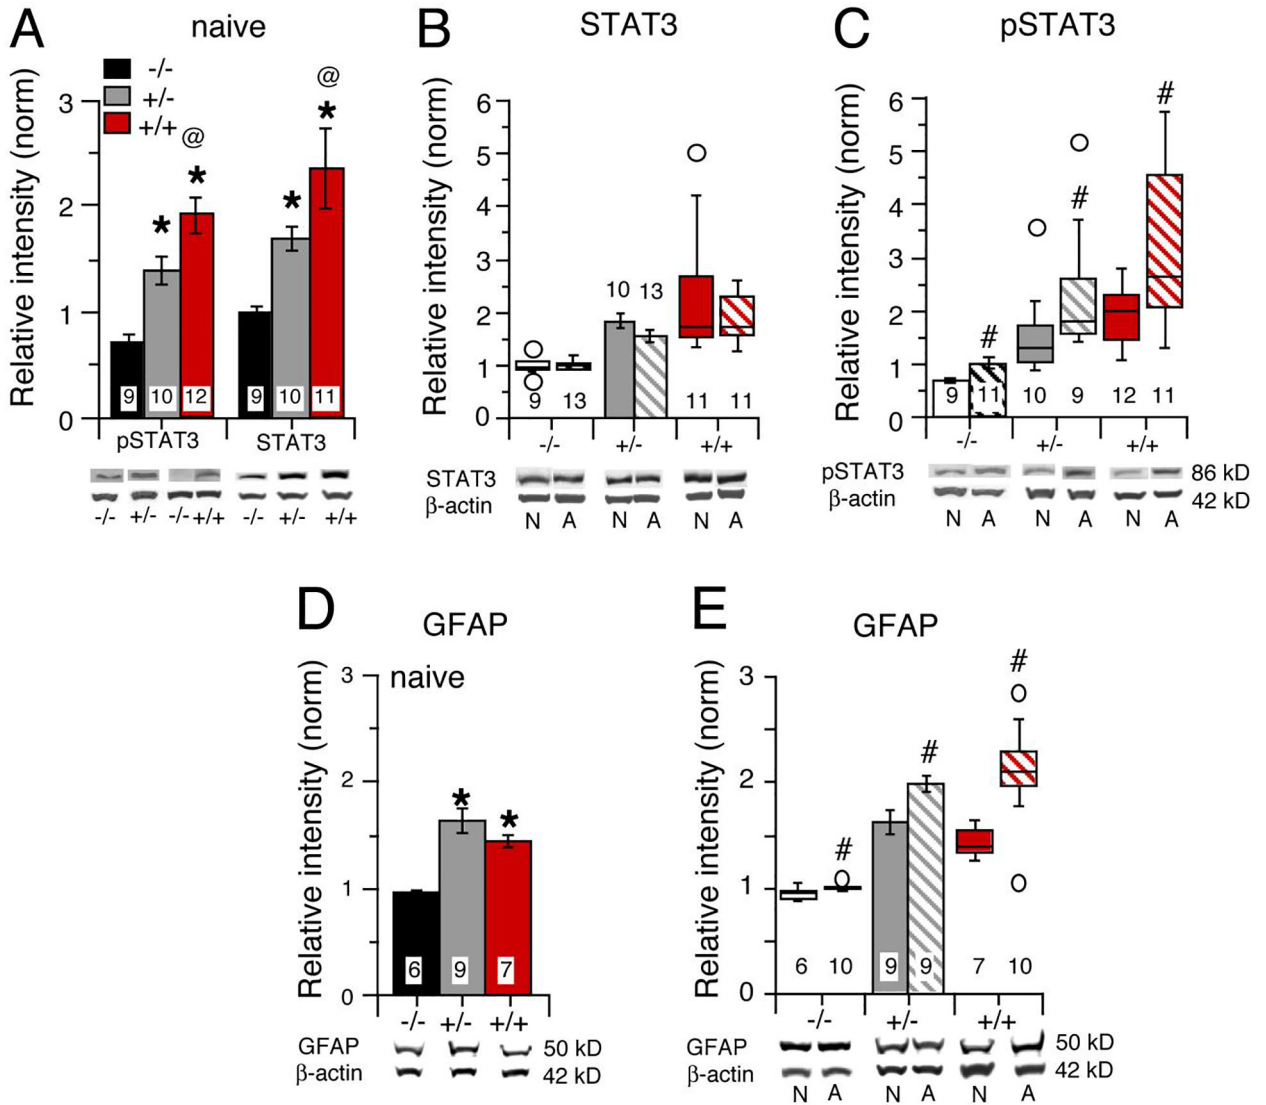 A
naive
Relative intensity (norm)
-/-
+/-
+/+
3
2
1
0
@
*
*
@
*
*
9
10
12
9
10
11
pSTAT3
STAT3
-/- +/- -/- +/+ -/- +/- +/+
B
STAT3
Relative intensity (norm)
6
5
4
3
2
1
0
10
13
9
13
11
11
-/- +/- +/+
STAT3
β-actin
N A N A N A
C
pSTAT3
Relative intensity (norm)
6
5
4
3
2
1
0
#
#
#
9
11
10
9
12
11
-/- +/- +/+
pSTAT3 86 kD
β-actin 42 kD
N A N A N A
D
GFAP
naive
Relative intensity (norm)
3
2
1
0
*
*
6
9
7
-/- +/- +/+
GFAP 50 kD
β-actin 42 kD
E
GFAP
Relative intensity (norm)
3
2
1
0
#
#
#
6
10
9
9
7
10
-/- +/- +/+
GFAP 50 kD
β-actin 42 kD
N A N A N A